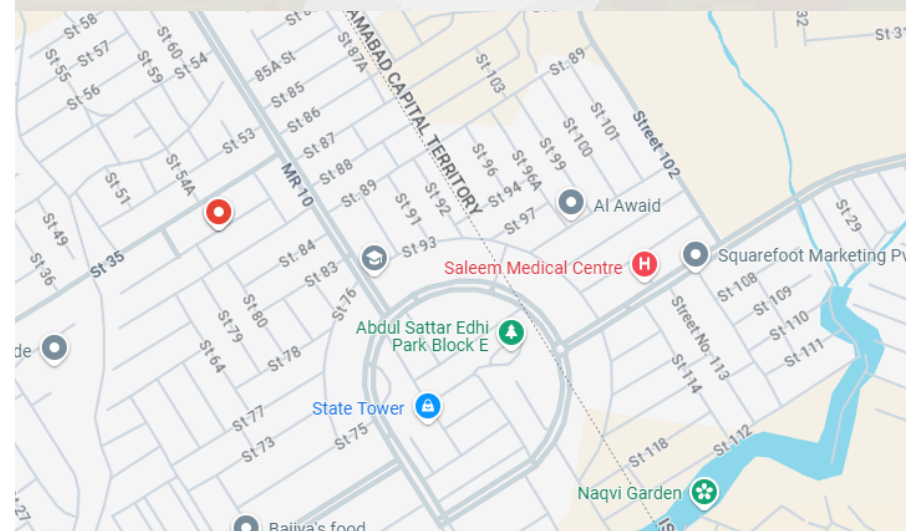 St 58
St 57
St 55
St 56
St 60
St 59
St 54
85A St
St 85
St 86
St 87
St 88
St 87A
AMABAD CAPITAL TERRITORY
St 103
St. 89
St 101
St 100
St 99
Street 102
32
St 31
St 53
St 54A
St 51
St 49
St 36
St 35
MR 10
St. 89
St 91
St 92
St 96
St 96A
St 94
St 97
Al Awaid
St 93
St. 84
St 83
St 76
Saleem Medical Centre
Squarefoot Marketing Pv
St 29
St 108
St 109
St 110
St 111
Street No. 113
St 114
St 80
St 79
St 64
St 78
Abdul Sattar Edhi
Park Block E
State Tower
de
St 77
St 73
St 75
St 118
St 112
Naqvi Garden
Bajiya's food
27
IS